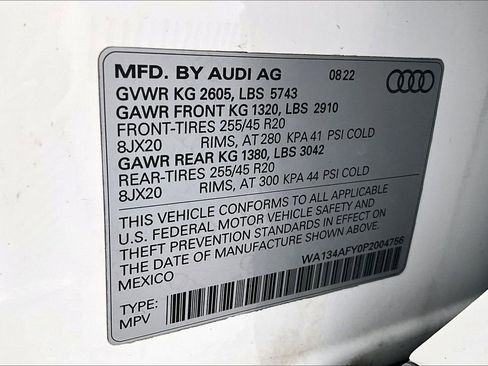 MFD. BY AUDI AG 08 22
GVWR KG 2605, LBS 5743
GAWR FRONT KG 1320, LBS 2910
FRONT-TIRES 255/45 R20
8JX20 RIMS, AT 280 KPA 41 PSI COLD
GAWR REAR KG 1380, LBS 3042
REAR-TIRES 255/45 R20
8JX20 RIMS, AT 300 KPA 44 PSI COLD
THIS VEHICLE CONFORMS TO ALL APPLICABLE
U.S. FEDERAL MOTOR VEHICLE SAFETY AND
THEFT PREVENTION STANDARDS IN EFFECT ON
THE DATE OF MANUFACTURE SHOWN ABOVE.
MEXICO
WA134AFY0P2004756
TYPE:
MPV